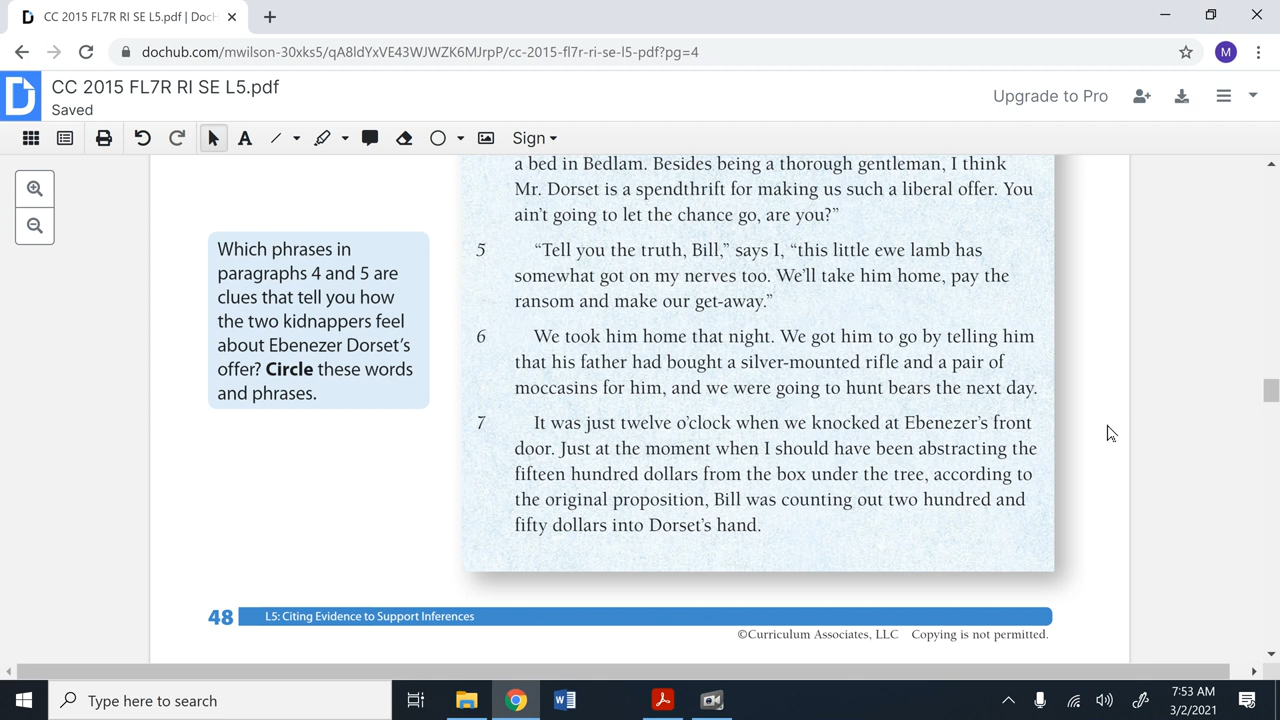 CC 2015 FL7R RI SE L5.pdf | DocH
dochub.com/mwilson-30xks5/qA8ldYxVE43WJWZK6MJrpP/cc-2015-fl7r-ri-se-l5-pdf?pg=4
M
CC 2015 FL7R RI SE L5.pdf
Saved
Upgrade to Pro
A
Sign
a bed in Bedlam. Besides being a thorough gentleman, I think
Mr. Dorset is a spendthrift for making us such a liberal offer. You
ain’t going to let the chance go, are you?”
Which phrases in
paragraphs 4 and 5 are
clues that tell you how
the two kidnappers feel
about Ebenezer Dorset’s
offer? Circle these words
and phrases.
5 “Tell you the truth, Bill,” says I, “this little ewe lamb has
somewhat got on my nerves too. We’ll take him home, pay the
ransom and make our get-away.”
6 We took him home that night. We got him to go by telling him
that his father had bought a silver-mounted rifle and a pair of
moccasins for him, and we were going to hunt bears the next day.
7 It was just twelve o’clock when we knocked at Ebenezer’s front
door. Just at the moment when I should have been abstracting the
fifteen hundred dollars from the box under the tree, according to
the original proposition, Bill was counting out two hundred and
fifty dollars into Dorset’s hand.
48 L5: Citing Evidence to Support Inferences
©Curriculum Associates, LLC Copying is not permitted.
Type here to search
7:53 AM
3/2/2021